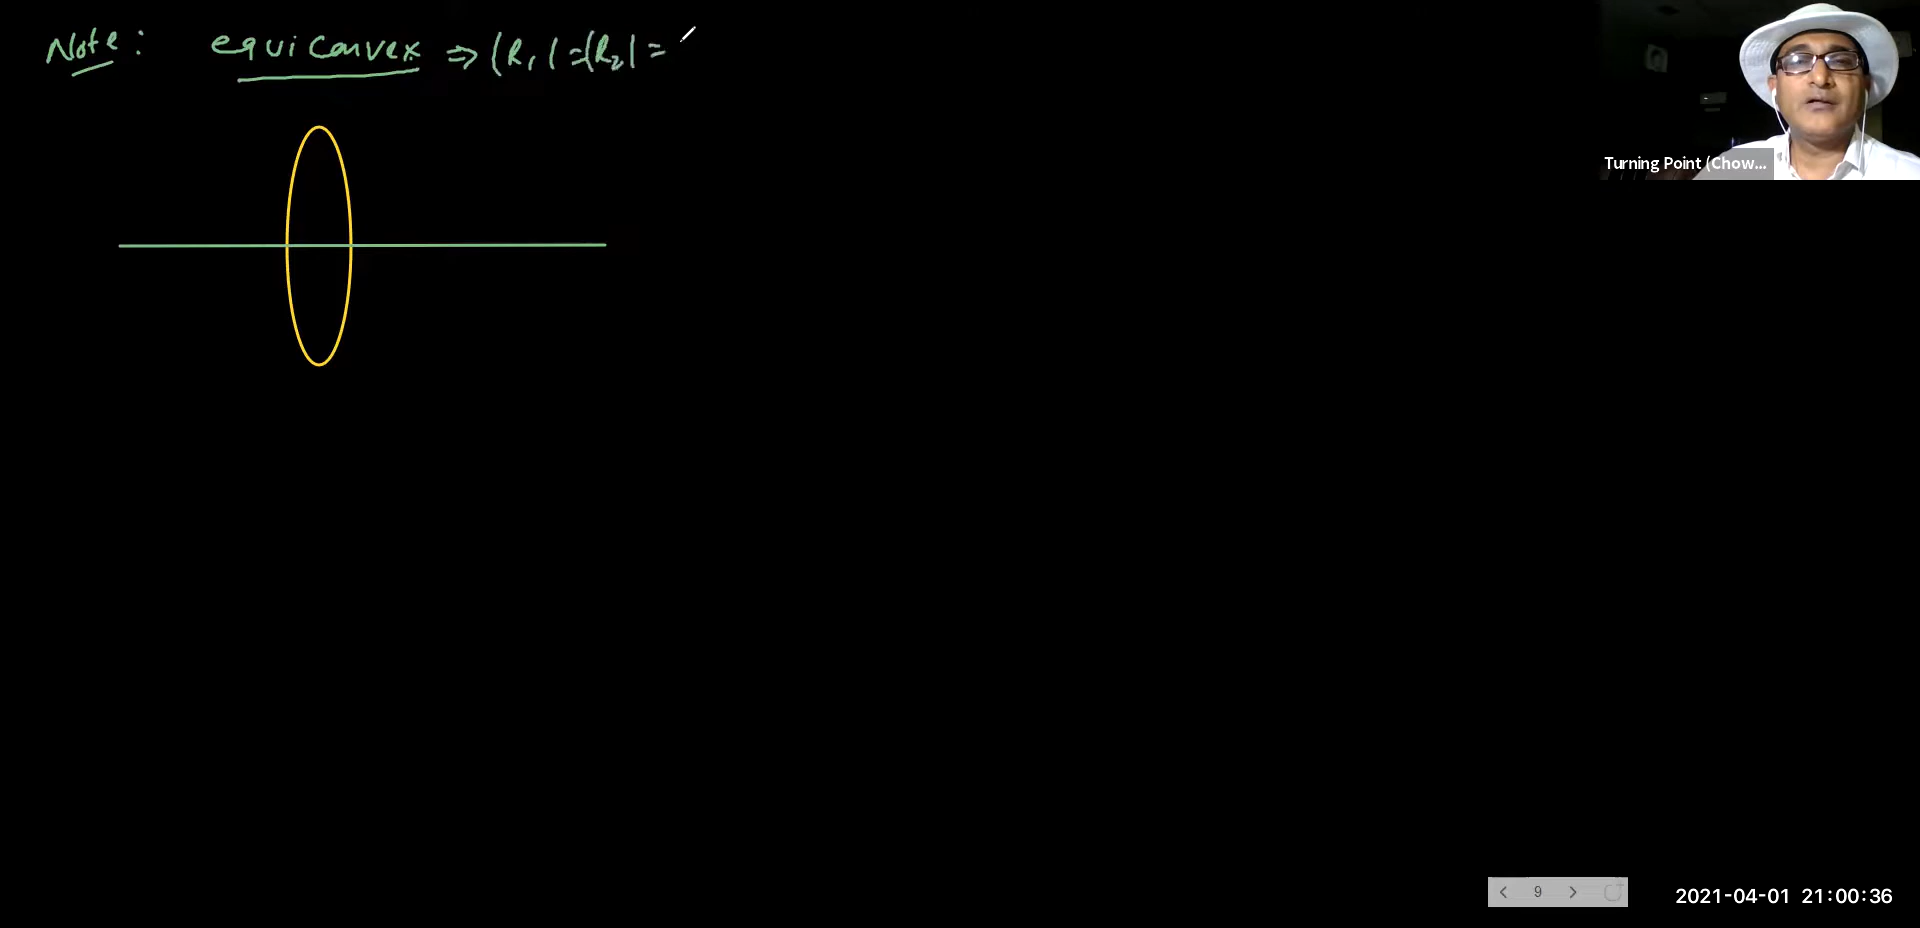 Note: equiconvex ⇒ |R₁| = |R₂| =
Turning Point (Chow...
9
2021-04-01 21:00:36